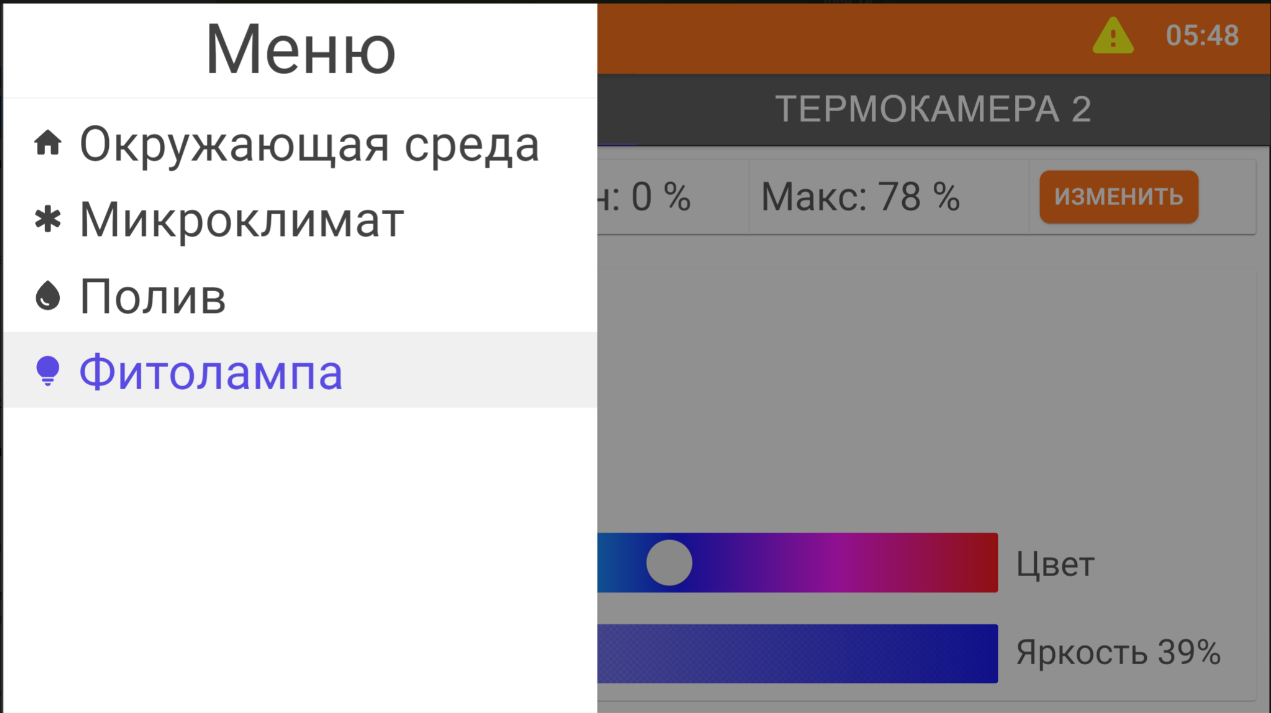 Меню
05:48
ТЕРМОКАМЕРА 2
Окружающая среда
Микроклимат
Полив
Фитолампа
0 %
Макс: 78 %
ИЗМЕНИТЬ
Цвет
Яркость 39%